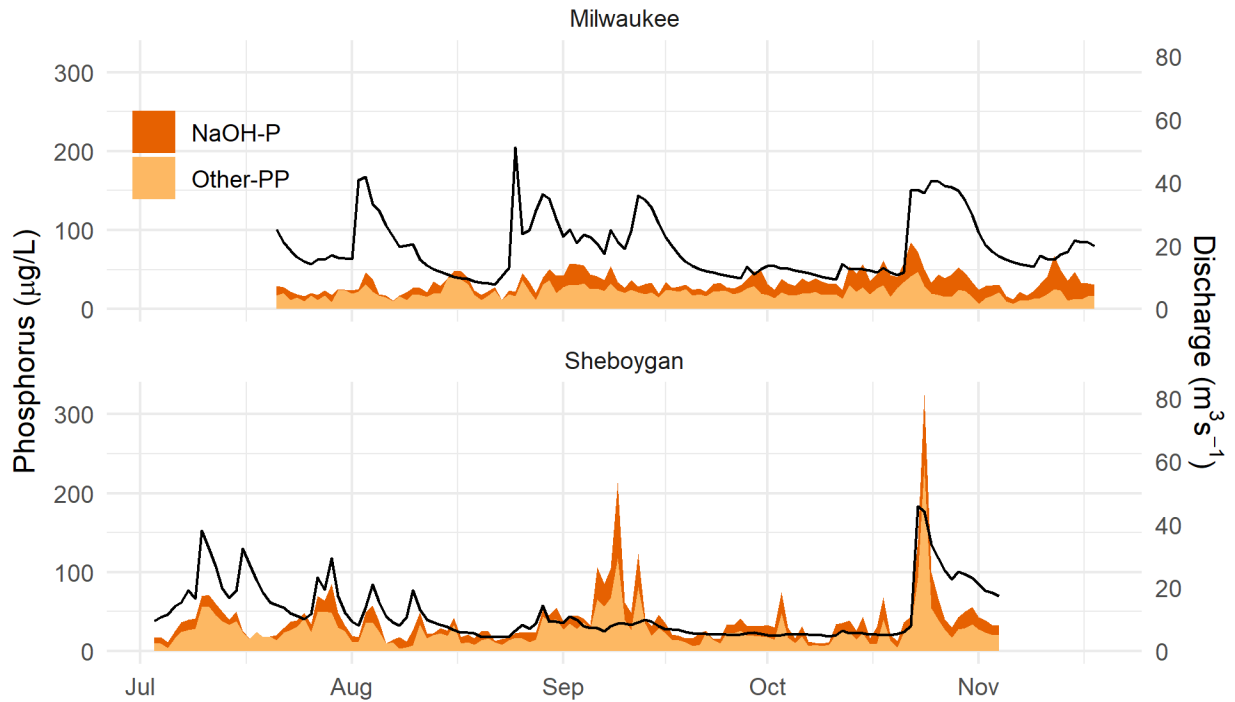 Milwaukee
300
200
100
0
80
60
40
20
0
NaOH-P
Other-PP
Phosphorus (µg/L)
Discharge (m³s⁻¹)
Sheboygan
300
200
100
0
80
60
40
20
0
Jul Aug Sep Oct Nov